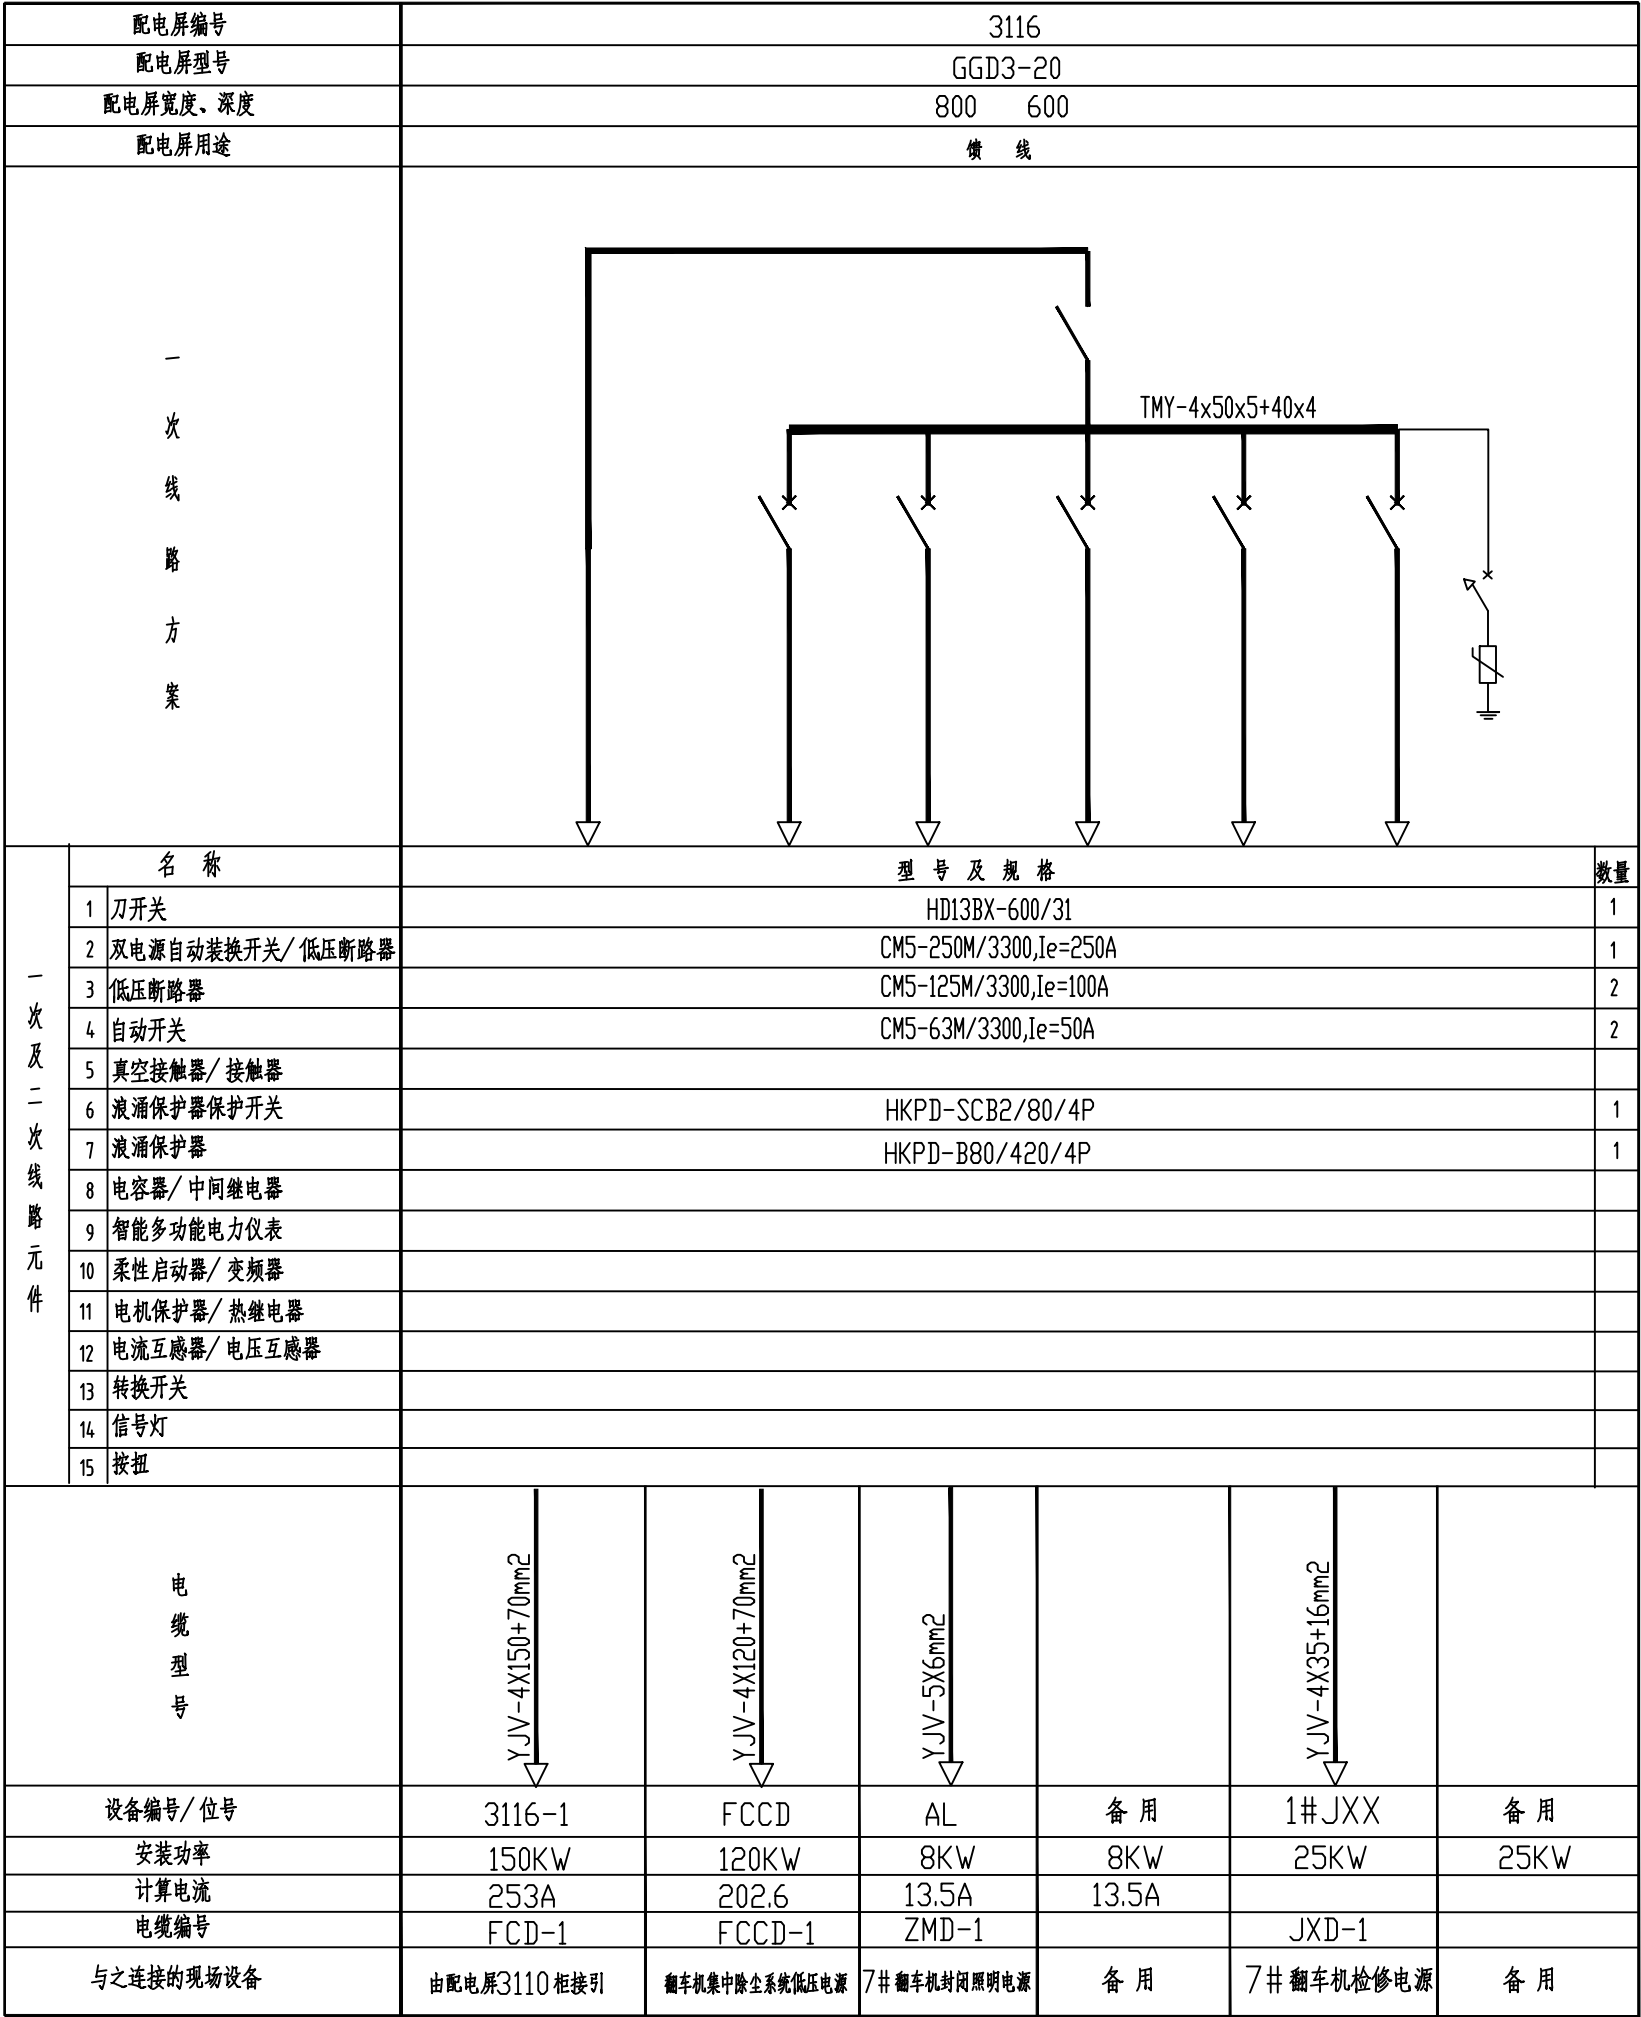 配电屏编号 3116
配电屏型号 GGD3-20
配电屏宽度、深度 800 600
配电屏用途 馈 线
一次线路方案
TMY-4x50x5+40x4
一次及二次线路元件
名 称 型 号 及 规 格 数量
1 刀开关 HD13BX-600/31 1
2 双电源自动装换开关/低压断路器 CM5-250M/3300,Ie=250A 1
3 低压断路器 CM5-125M/3300,Ie=100A 2
4 自动开关 CM5-63M/3300,Ie=50A 2
5 真空接触器/接触器
6 浪涌保护器保护开关 HKPD-SCB2/80/4P 1
7 浪涌保护器 HKPD-B80/420/4P 1
8 电容器/中间继电器
9 智能多功能电力仪表
10 柔性启动器/变频器
11 电机保护器/热继电器
12 电流互感器/电压互感器
13 转换开关
14 信号灯
15 按扭
电缆型号
YJV-4X150+70mm2
YJV-4X120+70mm2
YJV-5X6mm2
YJV-4X35+16mm2
设备编号/位号 3116-1 FCCD AL 备 用 1#JXX 备 用
安装功率 150KW 120KW 8KW 8KW 25KW 25KW
计算电流 253A 202.6 13.5A 13.5A
电缆编号 FCD-1 FCCD-1 ZMD-1 JXD-1
与之连接的现场设备 由配电屏3110柜接引 翻车机集中除尘系统低压电源 7#翻车机封闭照明电源 备 用 7#翻车机检修电源 备 用